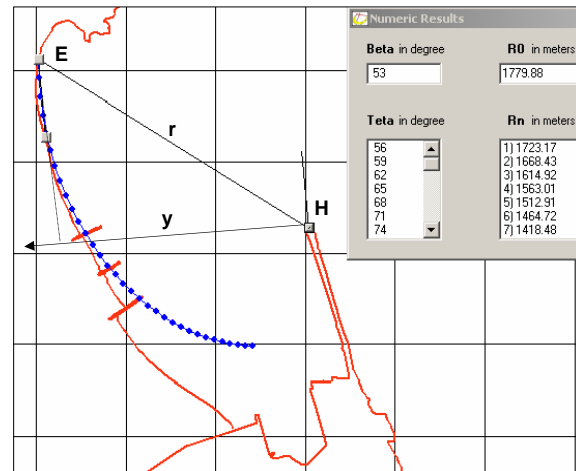 Numeric Results
Beta in degree
R0 in meters
53
1779.88
Teta in degree
Rn in meters
56
59
62
65
68
71
74
1) 1723.17
2) 1668.43
3) 1614.92
4) 1563.01
5) 1512.91
6) 1464.72
7) 1418.48
E
r
H
y